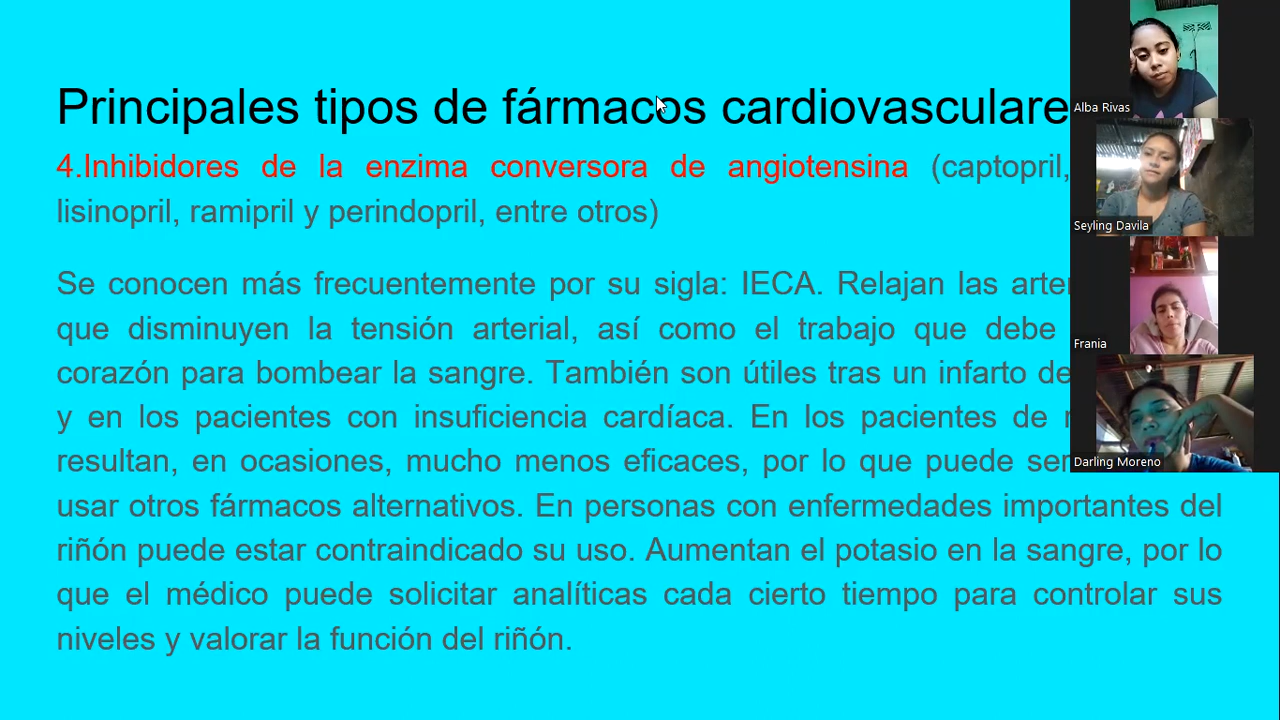 Principales tipos de fármacos cardiovasculare
4.Inhibidores de la enzima conversora de angiotensina (captopril,
lisinopril, ramipril y perindopril, entre otros)
Se conocen más frecuentemente por su sigla: IECA. Relajan las
que disminuyen la tensión arterial, así como el trabajo que debe
corazón para bombear la sangre. También son útiles tras un infarto de
y en los pacientes con insuficiencia cardíaca. En los pacientes de
resultan, en ocasiones, mucho menos eficaces, por lo que puede ser
usar otros fármacos alternativos. En personas con enfermedades importantes del
riñón puede estar contraindicado su uso. Aumentan el potasio en la sangre, por lo
que el médico puede solicitar analíticas cada cierto tiempo para controlar sus
niveles y valorar la función del riñón.
Alba Rivas
Seyling Davila
Frania
Darling Moreno